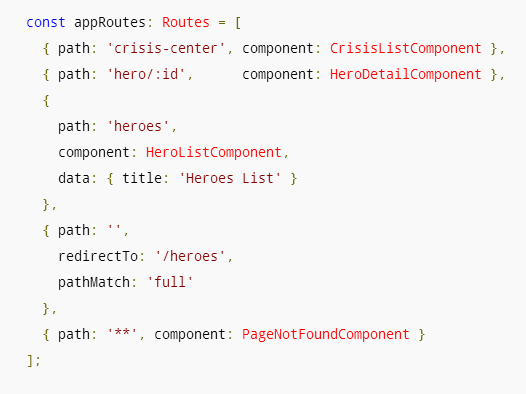 const appRoutes: Routes = [
{ path: 'crisis-center', component: CrisisListComponent },
{ path: 'hero/:id',      component: HeroDetailComponent },
{
path: 'heroes',
component: HeroListComponent,
data: { title: 'Heroes List' }
},
{ path: '',
redirectTo: '/heroes',
pathMatch: 'full'
},
{ path: '**', component: PageNotFoundComponent }
];